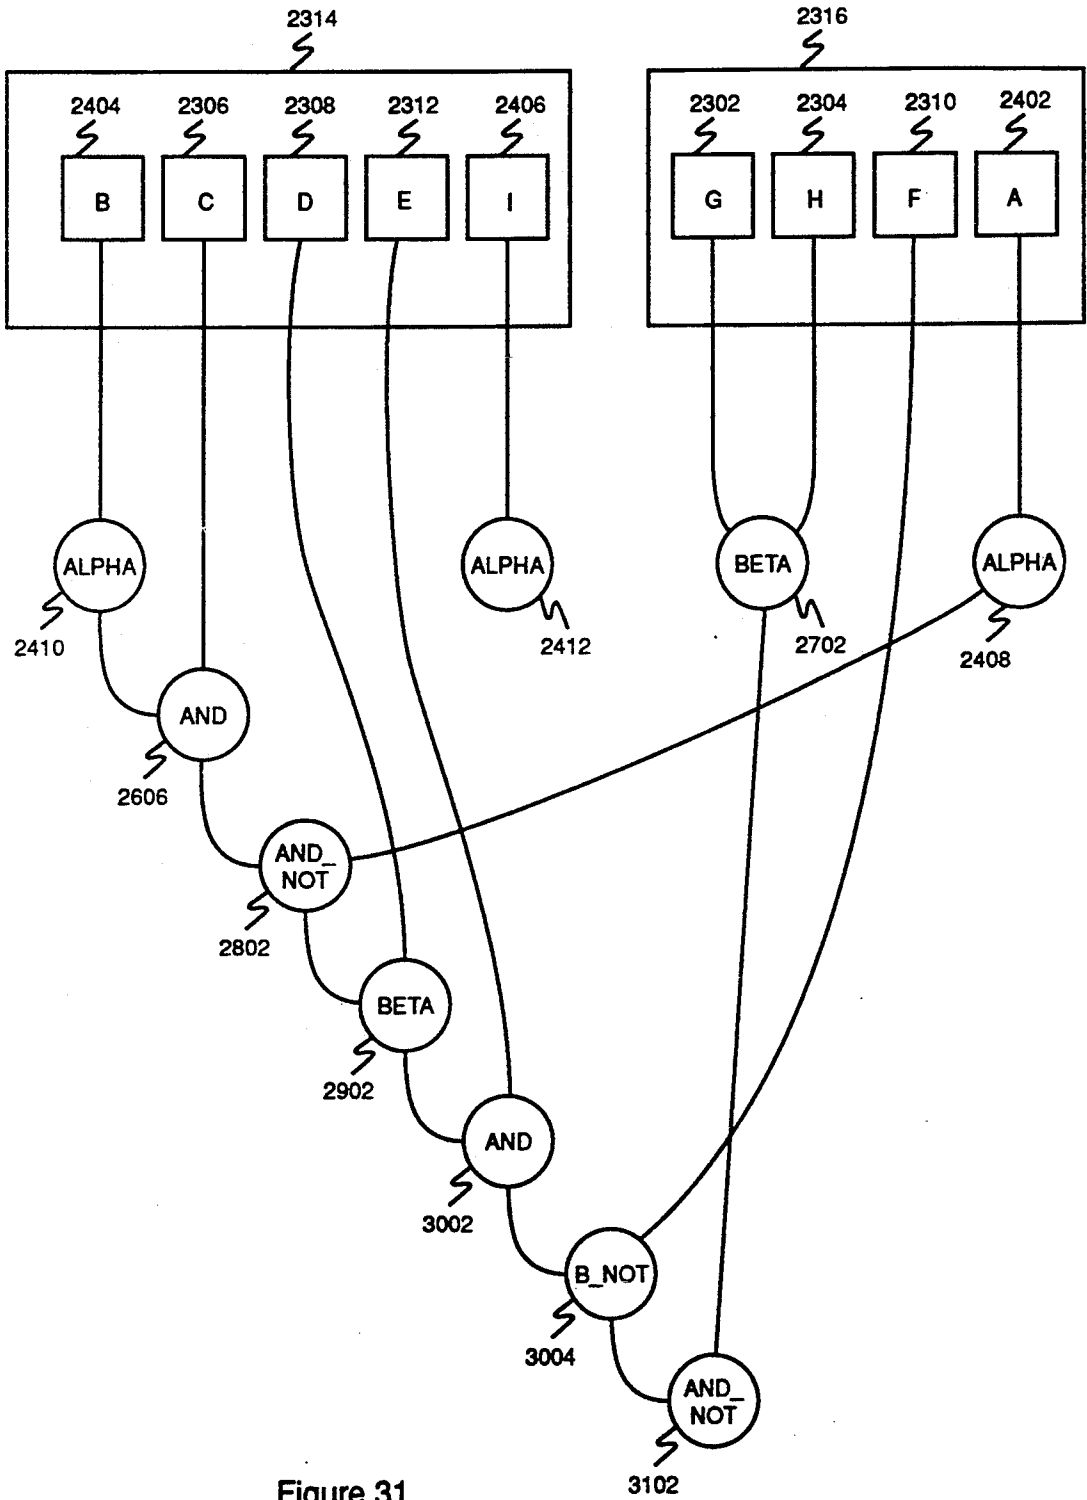 2314 2316
2404 2306 2308 2312 2406 2302 2304 2310 2402
B C D E I G H F A
ALPHA ALPHA BETA ALPHA
2410 2412 2702 2408
AND
2606
AND_
NOT
2802
BETA
2902
AND
3002
B_NOT
3004
AND_
NOT
3102
Figure 31